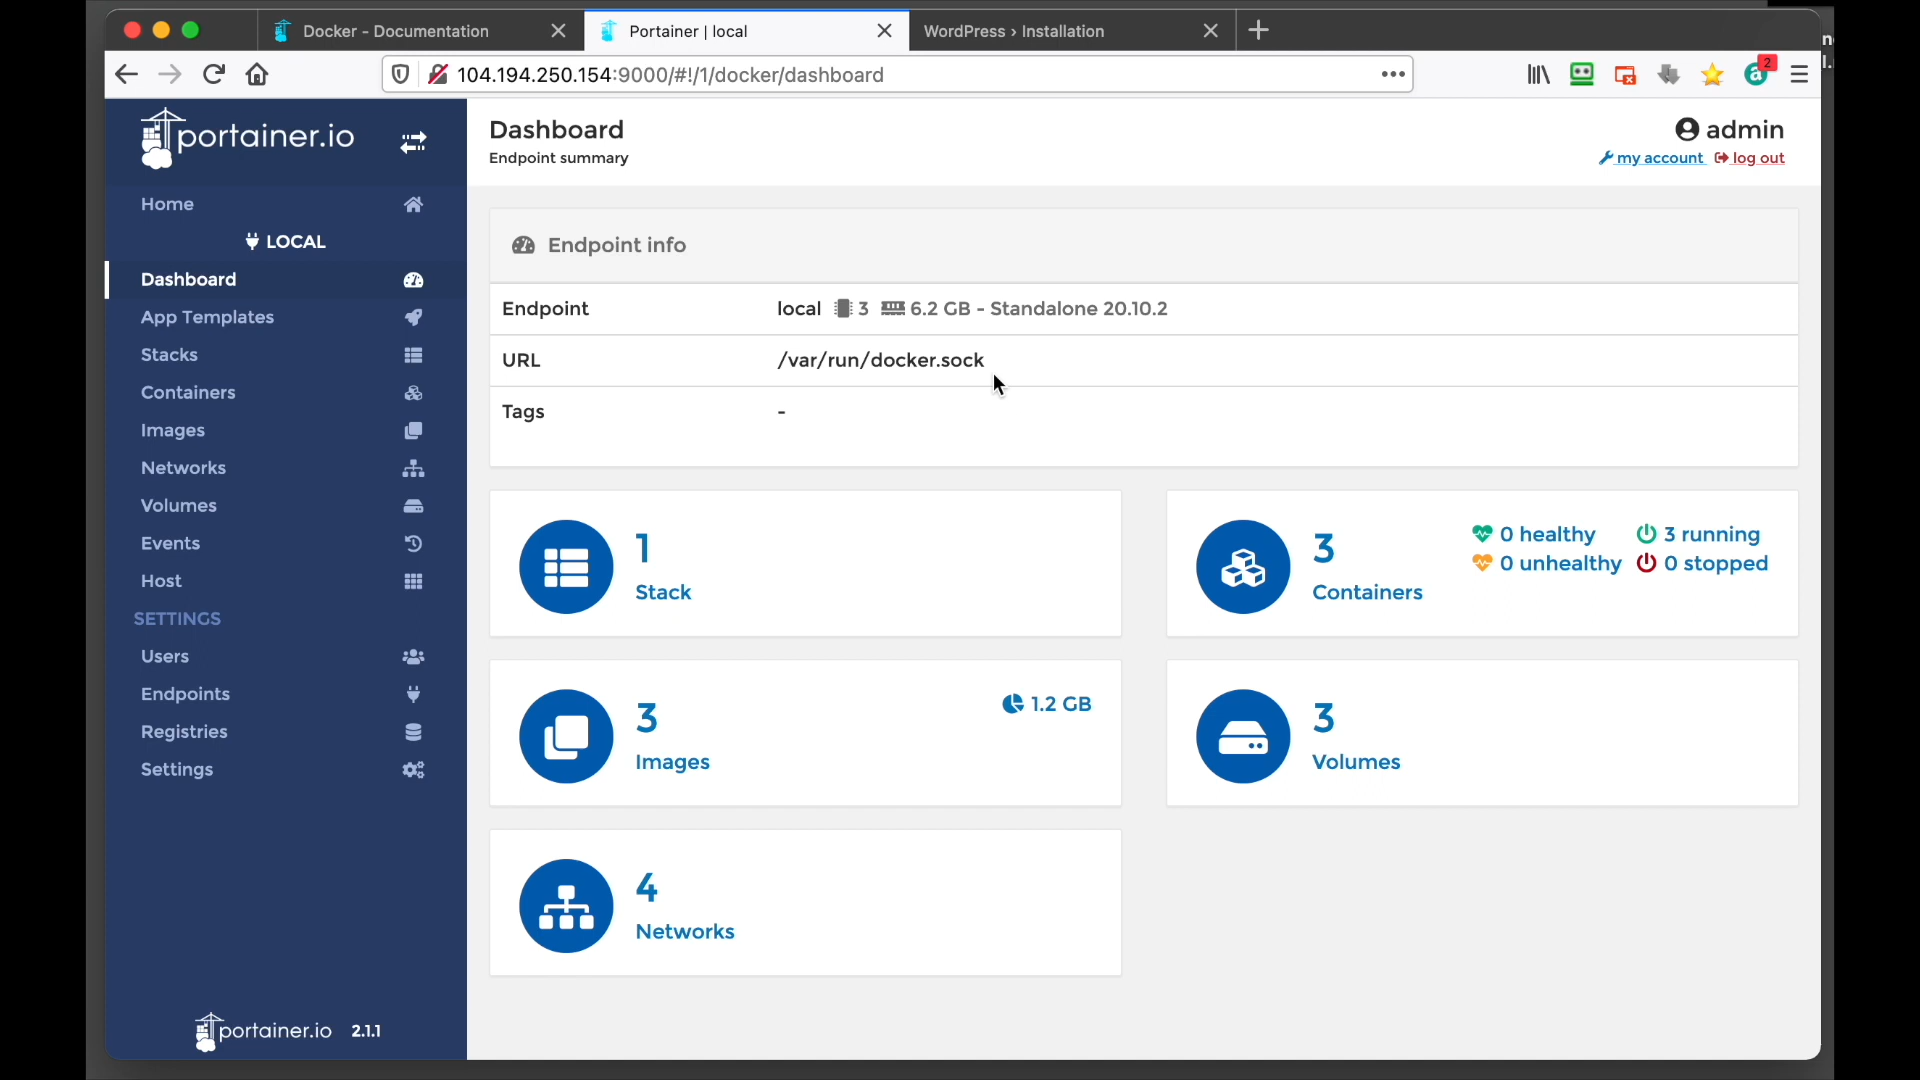 Docker - Documentation
Portainer | local
WordPress › Installation
104.194.250.154:9000/#!/1/docker/dashboard
2
portainer.io
Home
LOCAL
Dashboard
App Templates
Stacks
Containers
Images
Networks
Volumes
Events
Host
SETTINGS
Users
Endpoints
Registries
Settings
portainer.io 2.1.1
Dashboard
Endpoint summary
admin
my account log out
Endpoint info
Endpoint local 3 6.2 GB - Standalone 20.10.2
URL /var/run/docker.sock
Tags -
1
Stack
3
Containers
0 healthy 3 running
0 unhealthy 0 stopped
3
Images
1.2 GB
3
Volumes
4
Networks